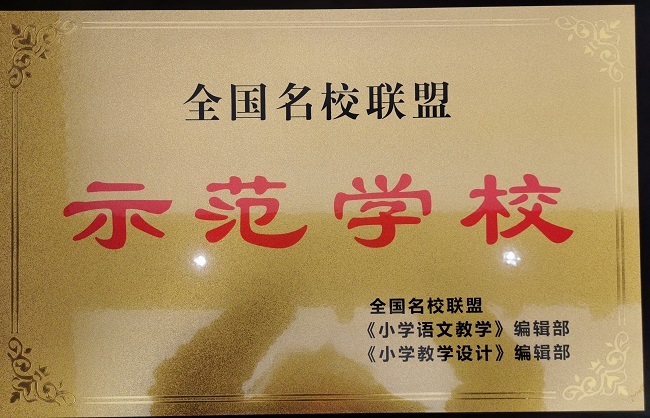 全国名校联盟
示范学校
全国名校联盟
《小学语文教学》编辑部
《小学教学设计》编辑部